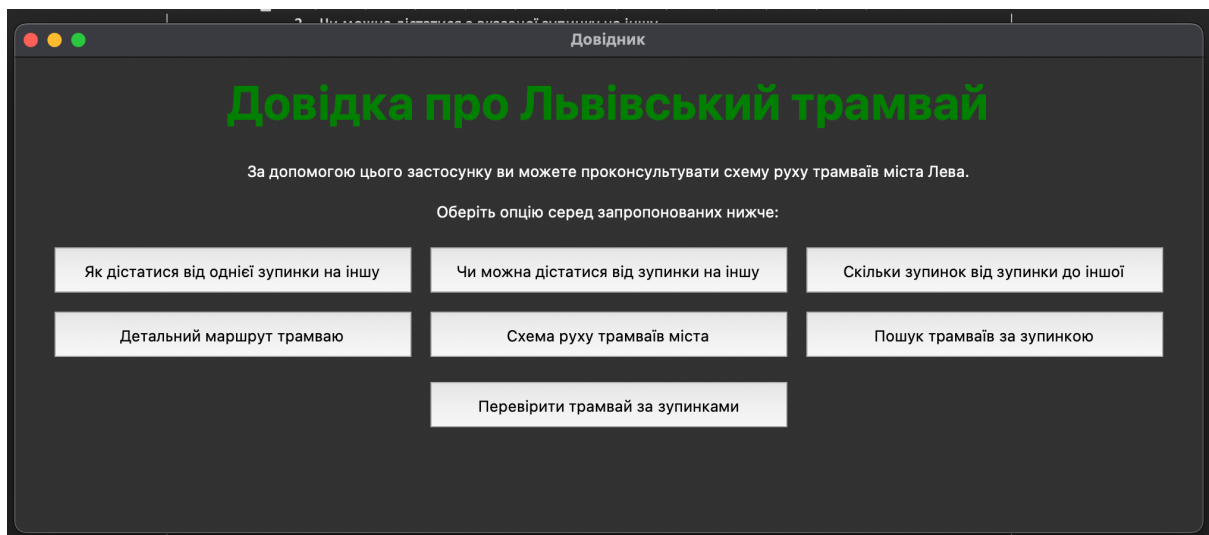 Довідник
Довідка про Львівський трамвай
За допомогою цього застосунку ви можете проконсультувати схему руху трамваїв міста Лева.
Оберіть опцію серед запропонованих нижче:
Як дістатися від однієї зупинки на іншу
Чи можна дістатися від зупинки на іншу
Скільки зупинок від зупинки до іншої
Детальний маршрут трамваю
Схема руху трамваїв міста
Пошук трамваїв за зупинкою
Перевірити трамвай за зупинками